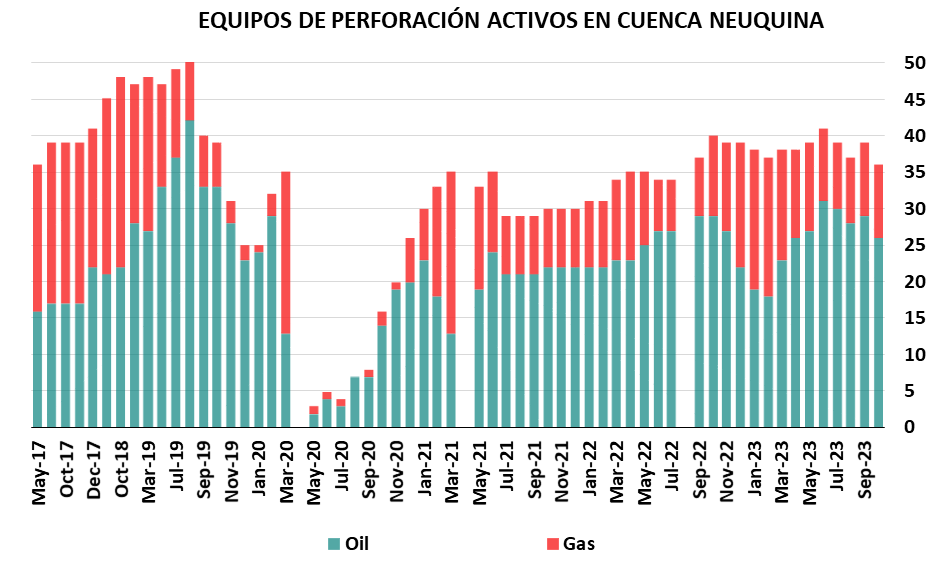 EQUIPOS DE PERFORACIÓN ACTIVOS EN CUENCA NEUQUINA
50
45
40
35
30
25
20
15
10
5
0
May-17
Oct-17
Dec-17
Oct-18
Mar-19
Jul-19
Sep-19
Nov-19
Jan-20
Mar-20
May-20
Jul-20
Sep-20
Nov-20
Jan-21
Mar-21
May-21
Jul-21
Sep-21
Nov-21
Jan-22
Mar-22
May-22
Jul-22
Sep-22
Nov-22
Jan-23
Mar-23
May-23
Jul-23
Sep-23
Oil
Gas